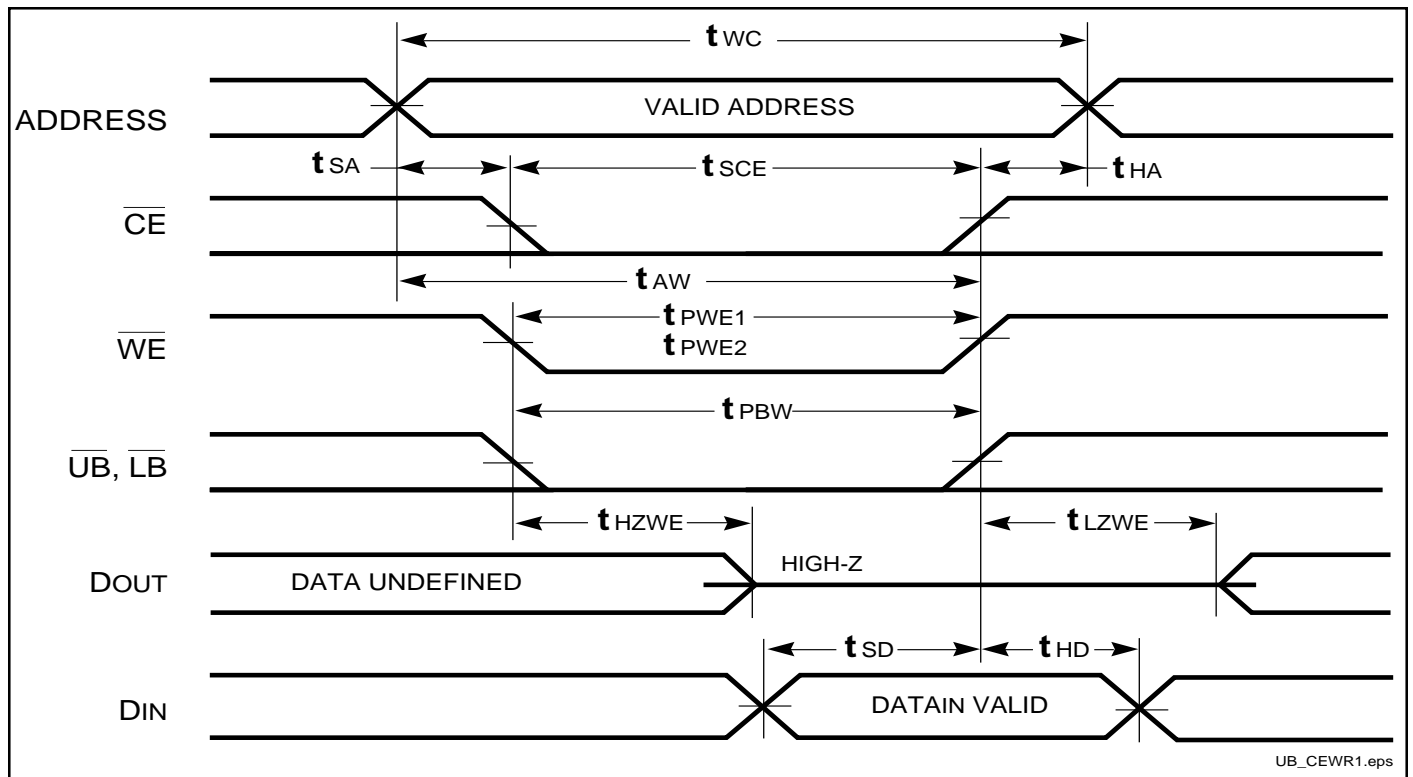 tWC
ADDRESS
VALID ADDRESS
tSA
tSCE
tHA
CE
tAW
WE
tPWE1
tPWE2
tPBW
UB, LB
tHZWE
tLZWE
DOUT
DATA UNDEFINED
HIGH-Z
tSD
tHD
DIN
DATAIN VALID
UB_CEWR1.eps